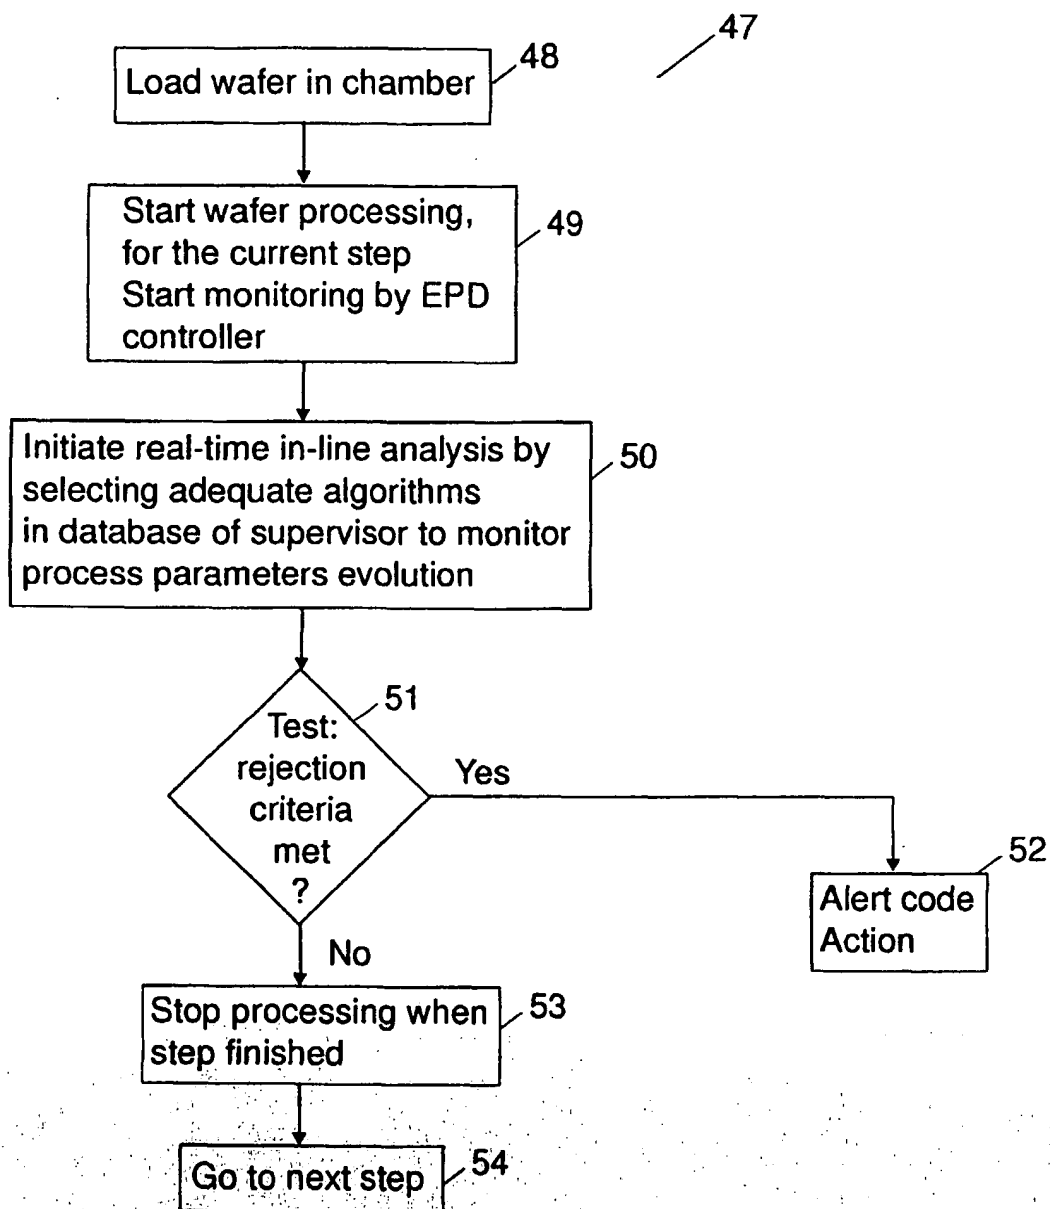 47
48
Load wafer in chamber
Start wafer processing,
for the current step
Start monitoring by EPD
controller
49
Initiate real-time in-line analysis by
selecting adequate algorithms
in database of supervisor to monitor
process parameters evolution
50
51
Test:
rejection
criteria
met
?
Yes
52
Alert code
Action
No
Stop processing when
step finished
53
Go to next step
54